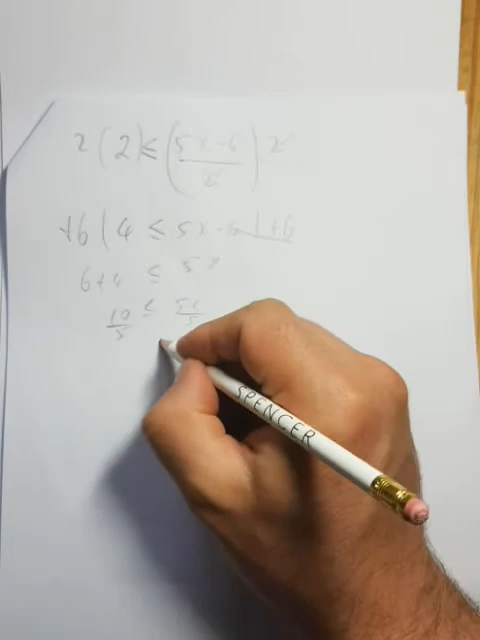 2(2) ≤ (5x-6/2)2
+6(4 ≤ 5x-6)+6
6+4 ≤ 5x
10/5 ≤ 5x/5
SPENCER